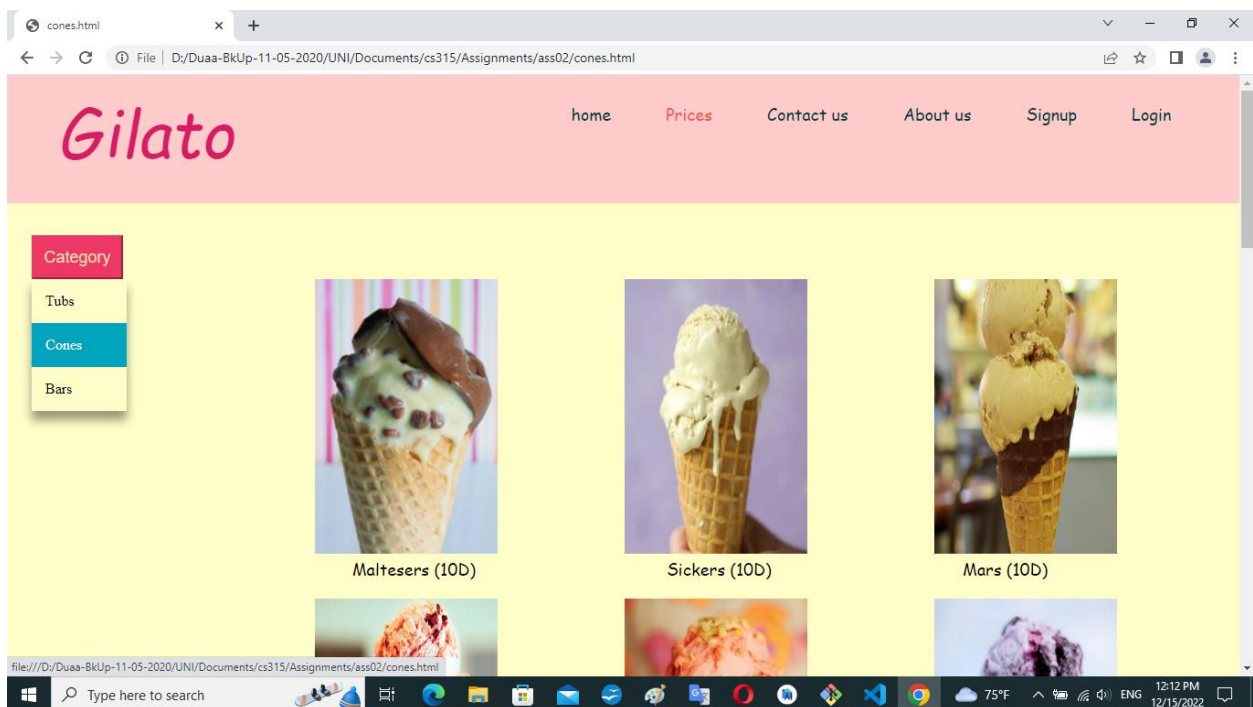 cones.html
File | D:/Duaa-BkUp-11-05-2020/UNI/Documents/cs315/Assignments/ass02/cones.html
Gilato
home Prices Contact us About us Signup Login
Category
Tubs
Cones
Bars
Maltesers (10D) Sickers (10D) Mars (10D)
file:///D:/Duaa-BkUp-11-05-2020/UNI/Documents/cs315/Assignments/ass02/cones.html
Type here to search
75°F
ENG
12:12 PM
12/15/2022